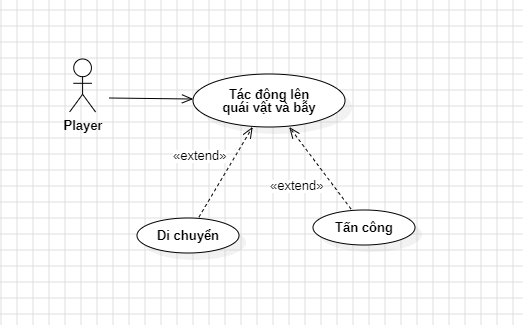 Tác động lên
quái vật và bẫy
Player
«extend»
«extend»
Di chuyển
Tấn công